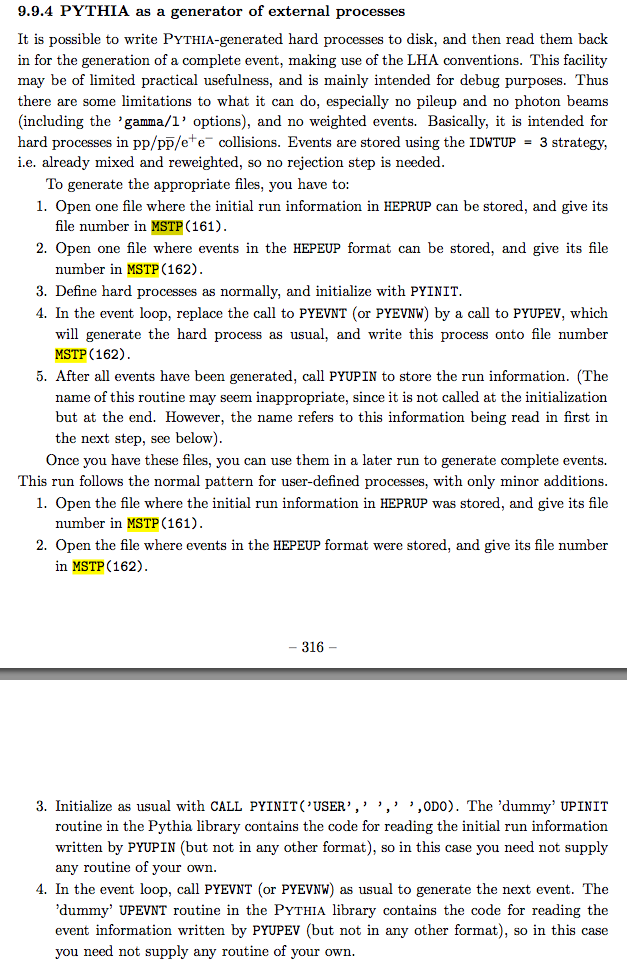 9.9.4 PYTHIA as a generator of external processes
It is possible to write PYTHIA-generated hard processes to disk, and then read them back
in for the generation of a complete event, making use of the LHA conventions. This facility
may be of limited practical usefulness, and is mainly intended for debug purposes. Thus
there are some limitations to what it can do, especially no pileup and no photon beams
(including the 'gamma/l' options), and no weighted events. Basically, it is intended for
hard processes in pp/pp̅/e⁺e⁻ collisions. Events are stored using the IDWTUP = 3 strategy,
i.e. already mixed and reweighted, so no rejection step is needed.
To generate the appropriate files, you have to:
1. Open one file where the initial run information in HEPRUP can be stored, and give its
file number in MSTP(161).
2. Open one file where events in the HEPEUP format can be stored, and give its file
number in MSTP(162).
3. Define hard processes as normally, and initialize with PYINIT.
4. In the event loop, replace the call to PYEVNT (or PYEVNW) by a call to PYUPEV, which
will generate the hard process as usual, and write this process onto file number
MSTP(162).
5. After all events have been generated, call PYUPIN to store the run information. (The
name of this routine may seem inappropriate, since it is not called at the initialization
but at the end. However, the name refers to this information being read in first in
the next step, see below).
Once you have these files, you can use them in a later run to generate complete events.
This run follows the normal pattern for user-defined processes, with only minor additions.
1. Open the file where the initial run information in HEPRUP was stored, and give its file
number in MSTP(161).
2. Open the file where events in the HEPEUP format were stored, and give its file number
in MSTP(162).
– 316 –
3. Initialize as usual with CALL PYINIT('USER',' ',' ',0D0). The 'dummy' UPINIT
routine in the Pythia library contains the code for reading the initial run information
written by PYUPIN (but not in any other format), so in this case you need not supply
any routine of your own.
4. In the event loop, call PYEVNT (or PYEVNW) as usual to generate the next event. The
'dummy' UPEVNT routine in the PYTHIA library contains the code for reading the
event information written by PYUPEV (but not in any other format), so in this case
you need not supply any routine of your own.